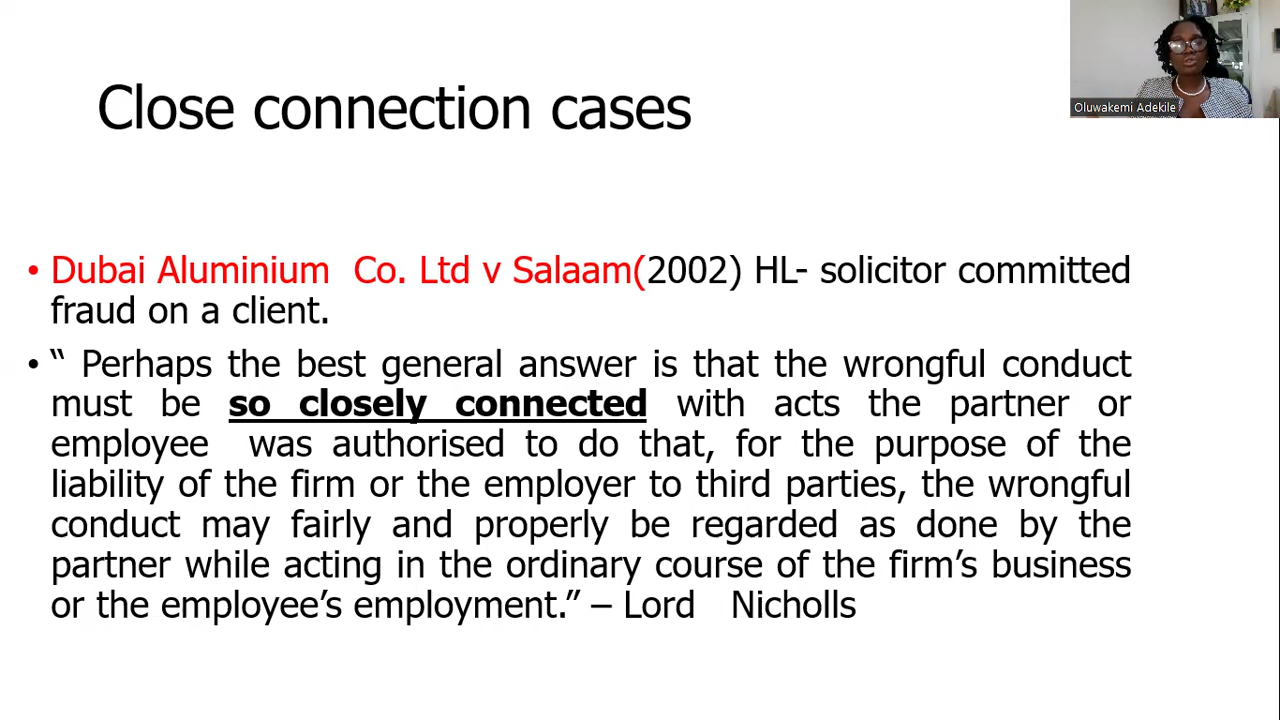 Close connection cases
Oluwakemi Adekile
• Dubai Aluminium Co. Ltd v Salaam(2002) HL- solicitor committed
fraud on a client.
• “ Perhaps the best general answer is that the wrongful conduct
must be so closely connected with acts the partner or
employee was authorised to do that, for the purpose of the
liability of the firm or the employer to third parties, the wrongful
conduct may fairly and properly be regarded as done by the
partner while acting in the ordinary course of the firm’s business
or the employee’s employment.” – Lord Nicholls